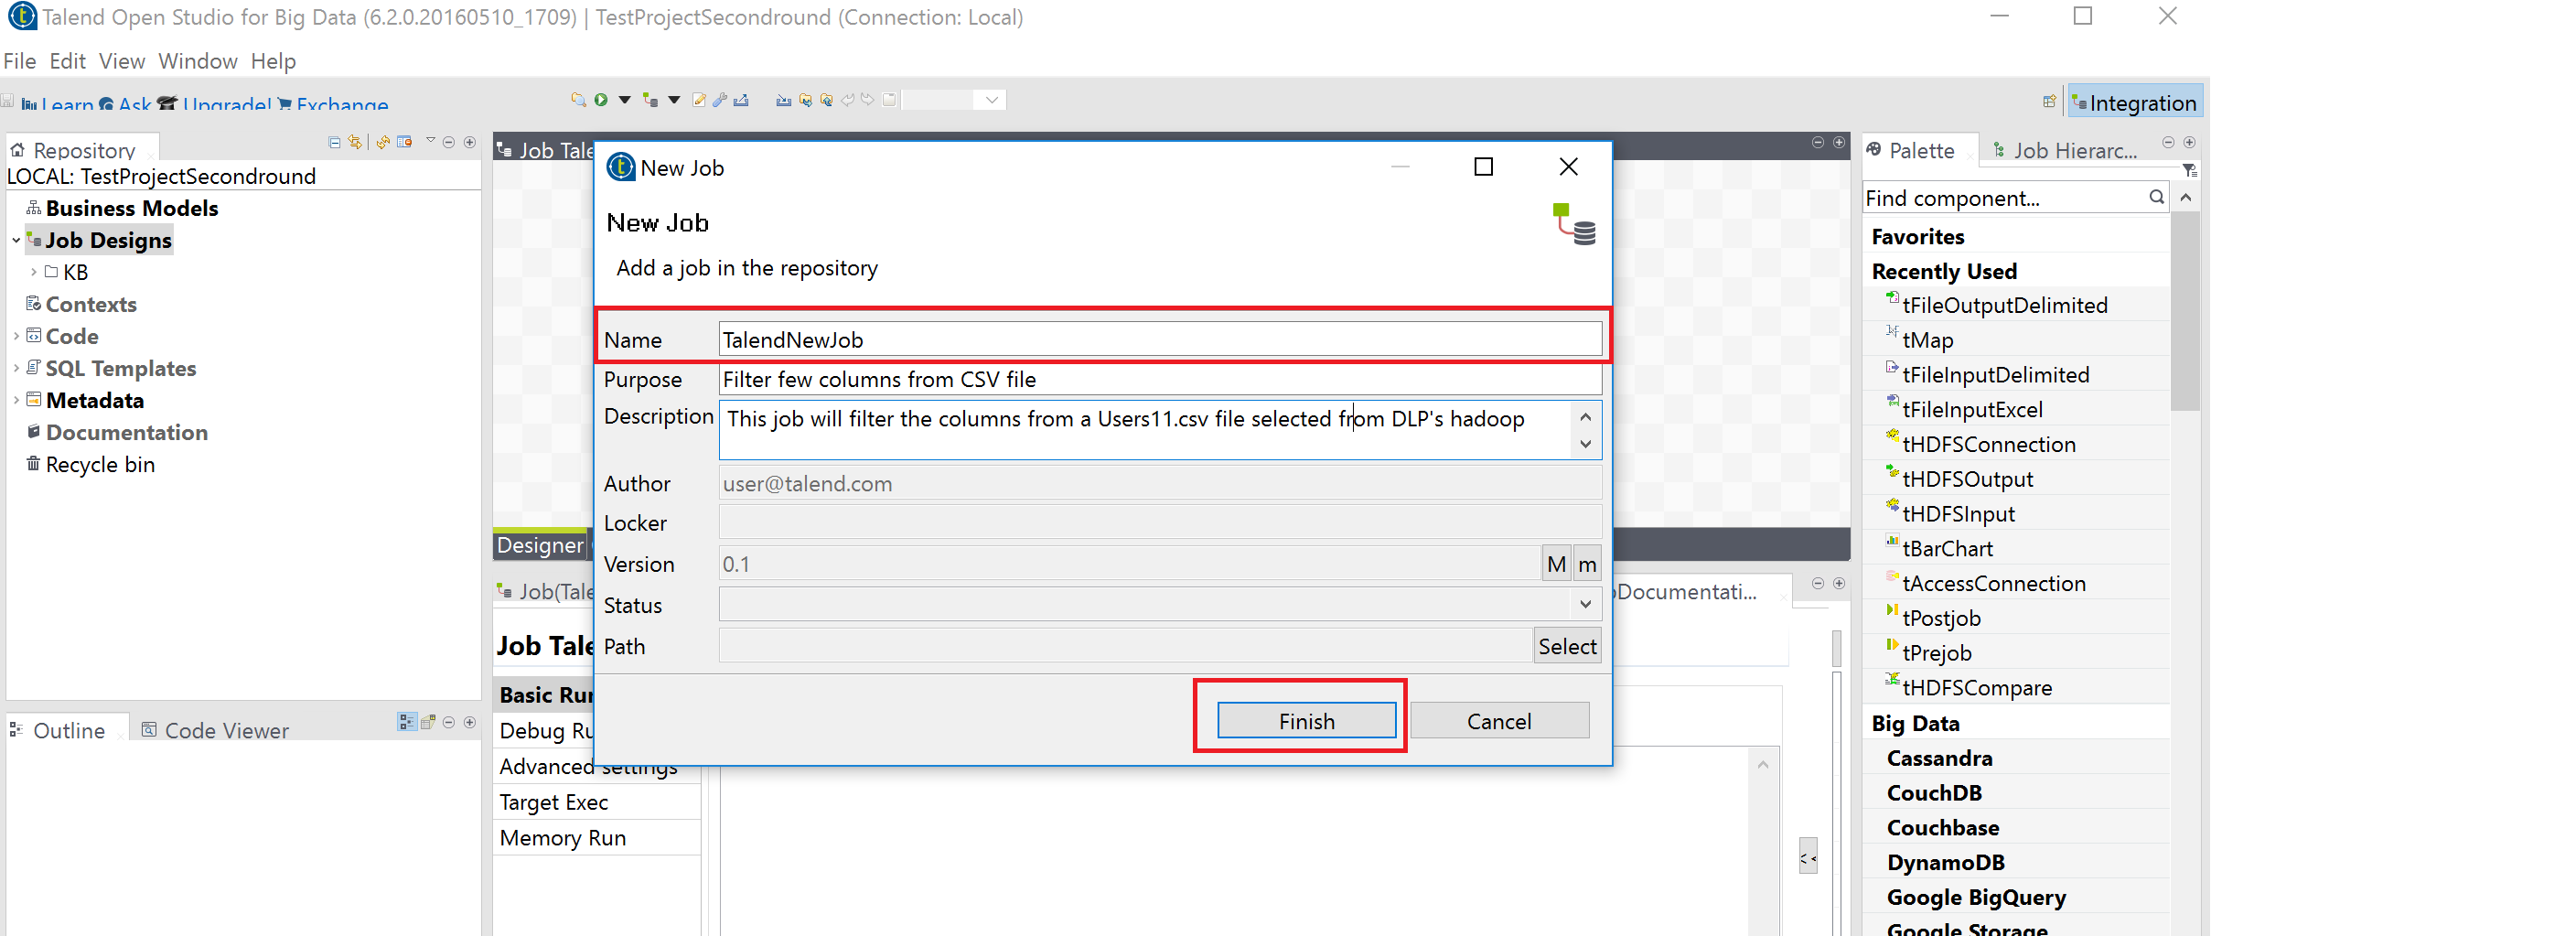 Talend Open Studio for Big Data (6.2.0.20160510_1709) | TestProjectSecondround (Connection: Local)
File Edit View Window Help
Learn Ask Upgrade! Exchange
Integration
Repository
LOCAL: TestProjectSecondround
Business Models
Job Designs
KB
Contexts
Code
SQL Templates
Metadata
Documentation
Recycle bin
Outline Code Viewer
Job Tale
Designer
Job(Tale
Documentati...
Job Tale
Basic Run
Debug Ru
Advanced settings
Target Exec
Memory Run
New Job
New Job
Add a job in the repository
Name TalendNewJob
Purpose Filter few columns from CSV file
Description This job will filter the columns from a Users11.csv file selected from DLP's hadoop
Author user@talend.com
Locker
Version 0.1 M m
Status
Path Select
Finish Cancel
Palette Job Hierarc...
Find component...
Favorites
Recently Used
tFileOutputDelimited
tMap
tFileInputDelimited
tFileInputExcel
tHDFSConnection
tHDFSOutput
tHDFSInput
tBarChart
tAccessConnection
tPostjob
tPrejob
tHDFSCompare
Big Data
Cassandra
CouchDB
Couchbase
DynamoDB
Google BigQuery
Google Storage